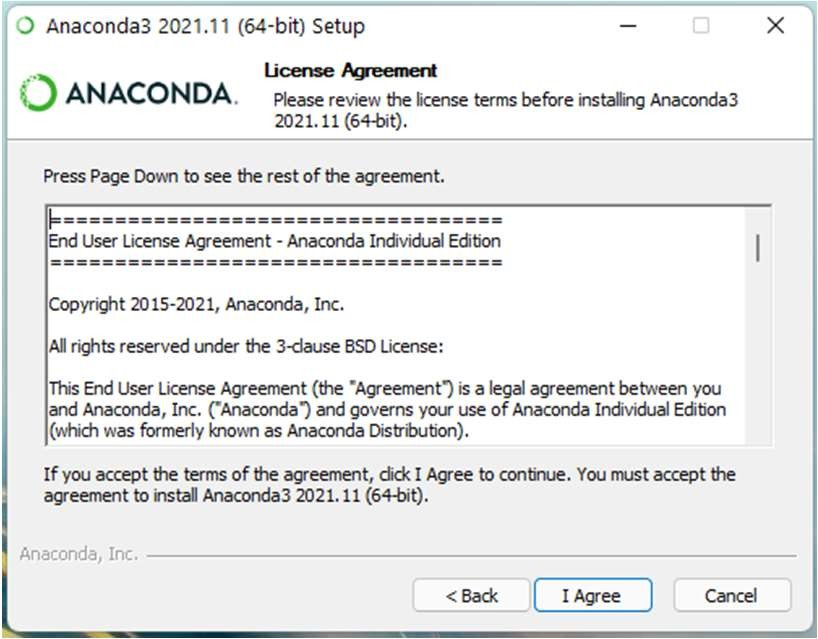 Anaconda3 2021.11 (64-bit) Setup
ANACONDA.
License Agreement
Please review the license terms before installing Anaconda3
2021.11 (64-bit).
Press Page Down to see the rest of the agreement.
===================================
End User License Agreement - Anaconda Individual Edition
===================================
Copyright 2015-2021, Anaconda, Inc.
All rights reserved under the 3-clause BSD License:
This End User License Agreement (the "Agreement") is a legal agreement between you
and Anaconda, Inc. ("Anaconda") and governs your use of Anaconda Individual Edition
(which was formerly known as Anaconda Distribution).
If you accept the terms of the agreement, click I Agree to continue. You must accept the
agreement to install Anaconda3 2021.11 (64-bit).
Anaconda, Inc.
< Back
I Agree
Cancel